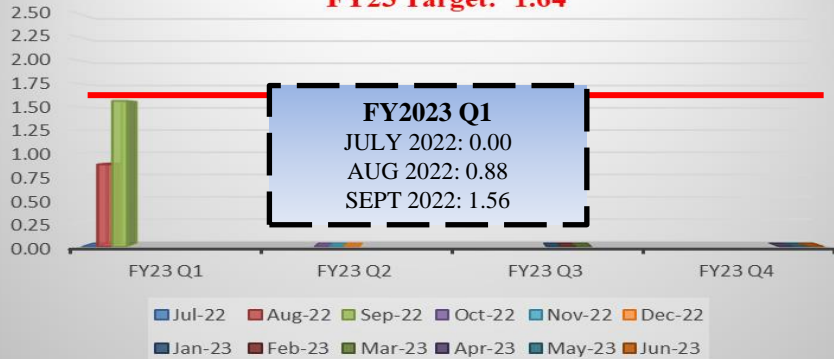 FY23 Target: 1.64
2.50
2.25
2.00
1.75
1.50
1.25
1.00
0.75
0.50
0.25
0.00
FY2023 Q1
JULY 2022: 0.00
AUG 2022: 0.88
SEPT 2022: 1.56
FY23 Q1 FY23 Q2 FY23 Q3 FY23 Q4
Jul-22 Aug-22 Sep-22 Oct-22 Nov-22 Dec-22
Jan-23 Feb-23 Mar-23 Apr-23 May-23 Jun-23